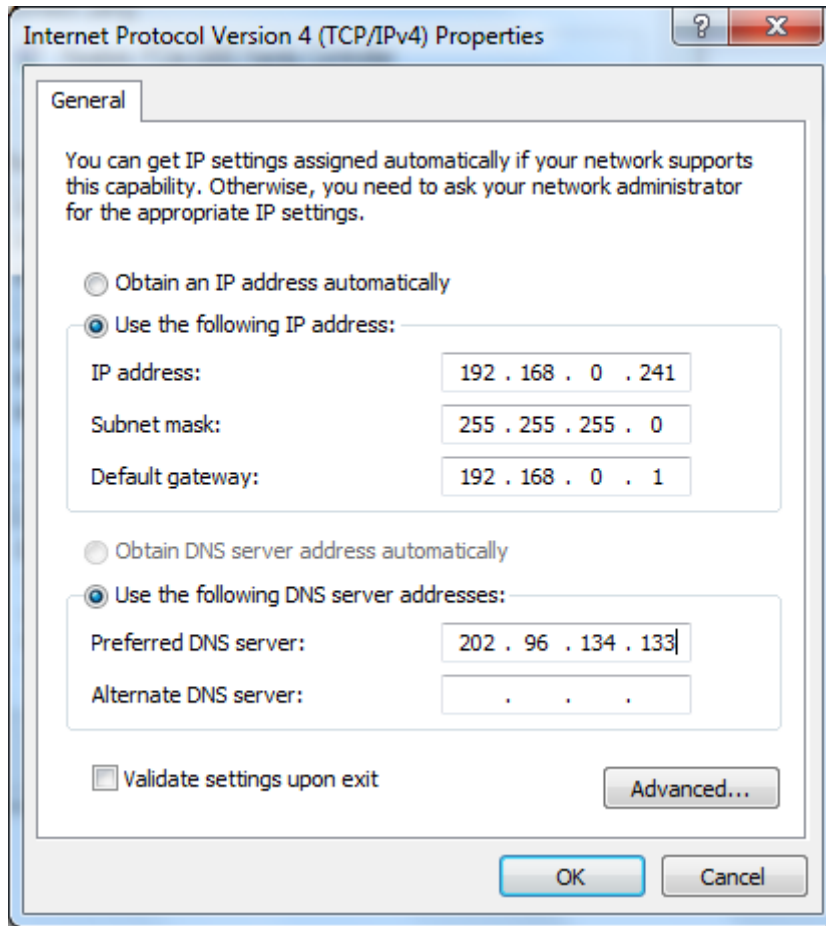 Internet Protocol Version 4 (TCP/IPv4) Properties
General
You can get IP settings assigned automatically if your network supports
this capability. Otherwise, you need to ask your network administrator
for the appropriate IP settings.
Obtain an IP address automatically
Use the following IP address:
IP address: 192 . 168 . 0 . 241
Subnet mask: 255 . 255 . 255 . 0
Default gateway: 192 . 168 . 0 . 1
Obtain DNS server address automatically
Use the following DNS server addresses:
Preferred DNS server: 202 . 96 . 134 . 133
Alternate DNS server: . . .
Validate settings upon exit
Advanced...
OK Cancel